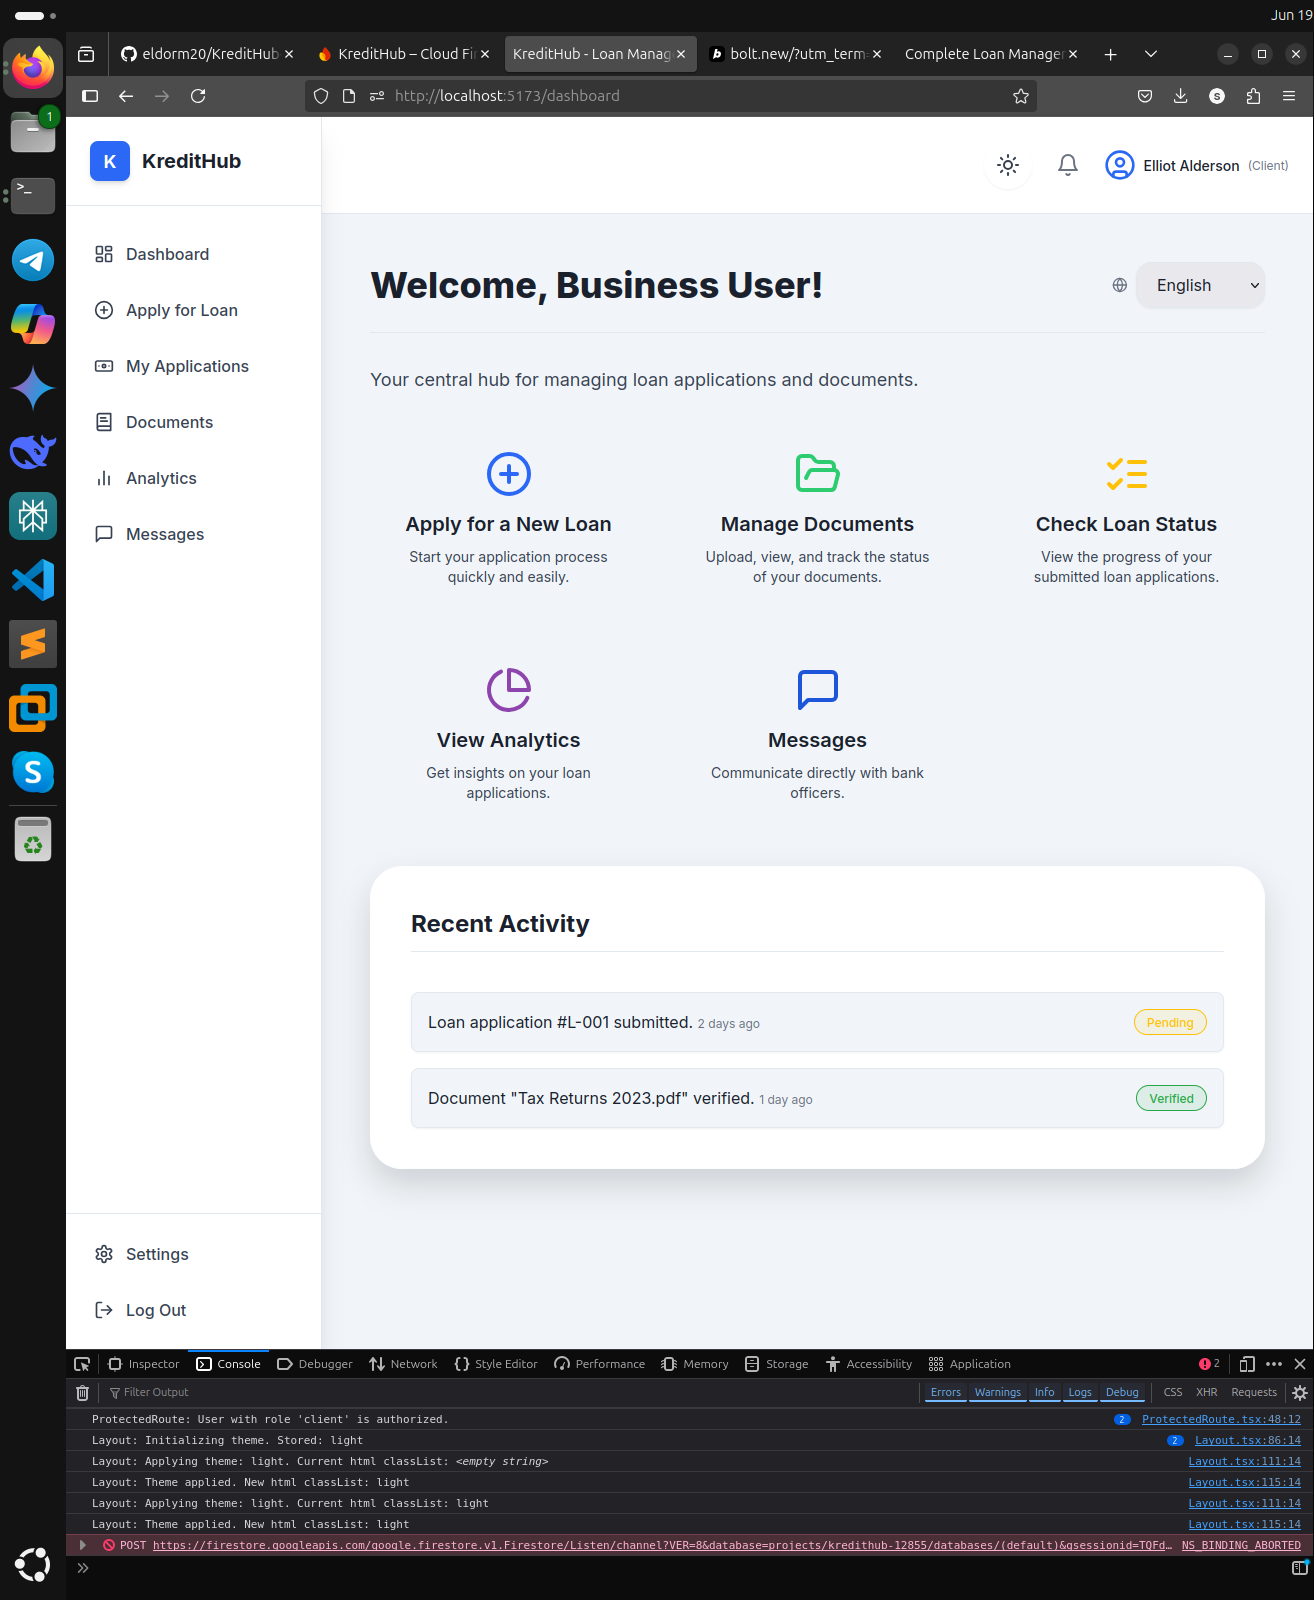 Jun 19
eldorm20/KreditHub
KreditHub – Cloud Fi
KreditHub - Loan Manag
bolt.new/?utm_term=
Complete Loan Manager
http://localhost:5173/dashboard
1
>_
K
KreditHub
Elliot Alderson (Client)
Dashboard
Apply for Loan
My Applications
Documents
Analytics
Messages
Settings
Log Out
Welcome, Business User!
English
Your central hub for managing loan applications and documents.
Apply for a New Loan
Start your application process
quickly and easily.
Manage Documents
Upload, view, and track the status
of your documents.
Check Loan Status
View the progress of your
submitted loan applications.
View Analytics
Get insights on your loan
applications.
Messages
Communicate directly with bank
officers.
Recent Activity
Loan application #L-001 submitted. 2 days ago
Pending
Document "Tax Returns 2023.pdf" verified. 1 day ago
Verified
Inspector Console Debugger Network Style Editor Performance Memory Storage Accessibility Application 2
Filter Output
Errors Warnings Info Logs Debug CSS XHR Requests
ProtectedRoute: User with role 'client' is authorized. 2 ProtectedRoute.tsx:48:12
Layout: Initializing theme. Stored: light 2 Layout.tsx:86:14
Layout: Applying theme: light. Current html classList: <empty string> Layout.tsx:111:14
Layout: Theme applied. New html classList: light Layout.tsx:115:14
Layout: Applying theme: light. Current html classList: light Layout.tsx:111:14
Layout: Theme applied. New html classList: light Layout.tsx:115:14
POST https://firestore.googleapis.com/google.firestore.v1.Firestore/Listen/channel?VER=8&database=projects/kredithub-12855/databases/(default)&gsessionid=TQFd… NS_BINDING_ABORTED